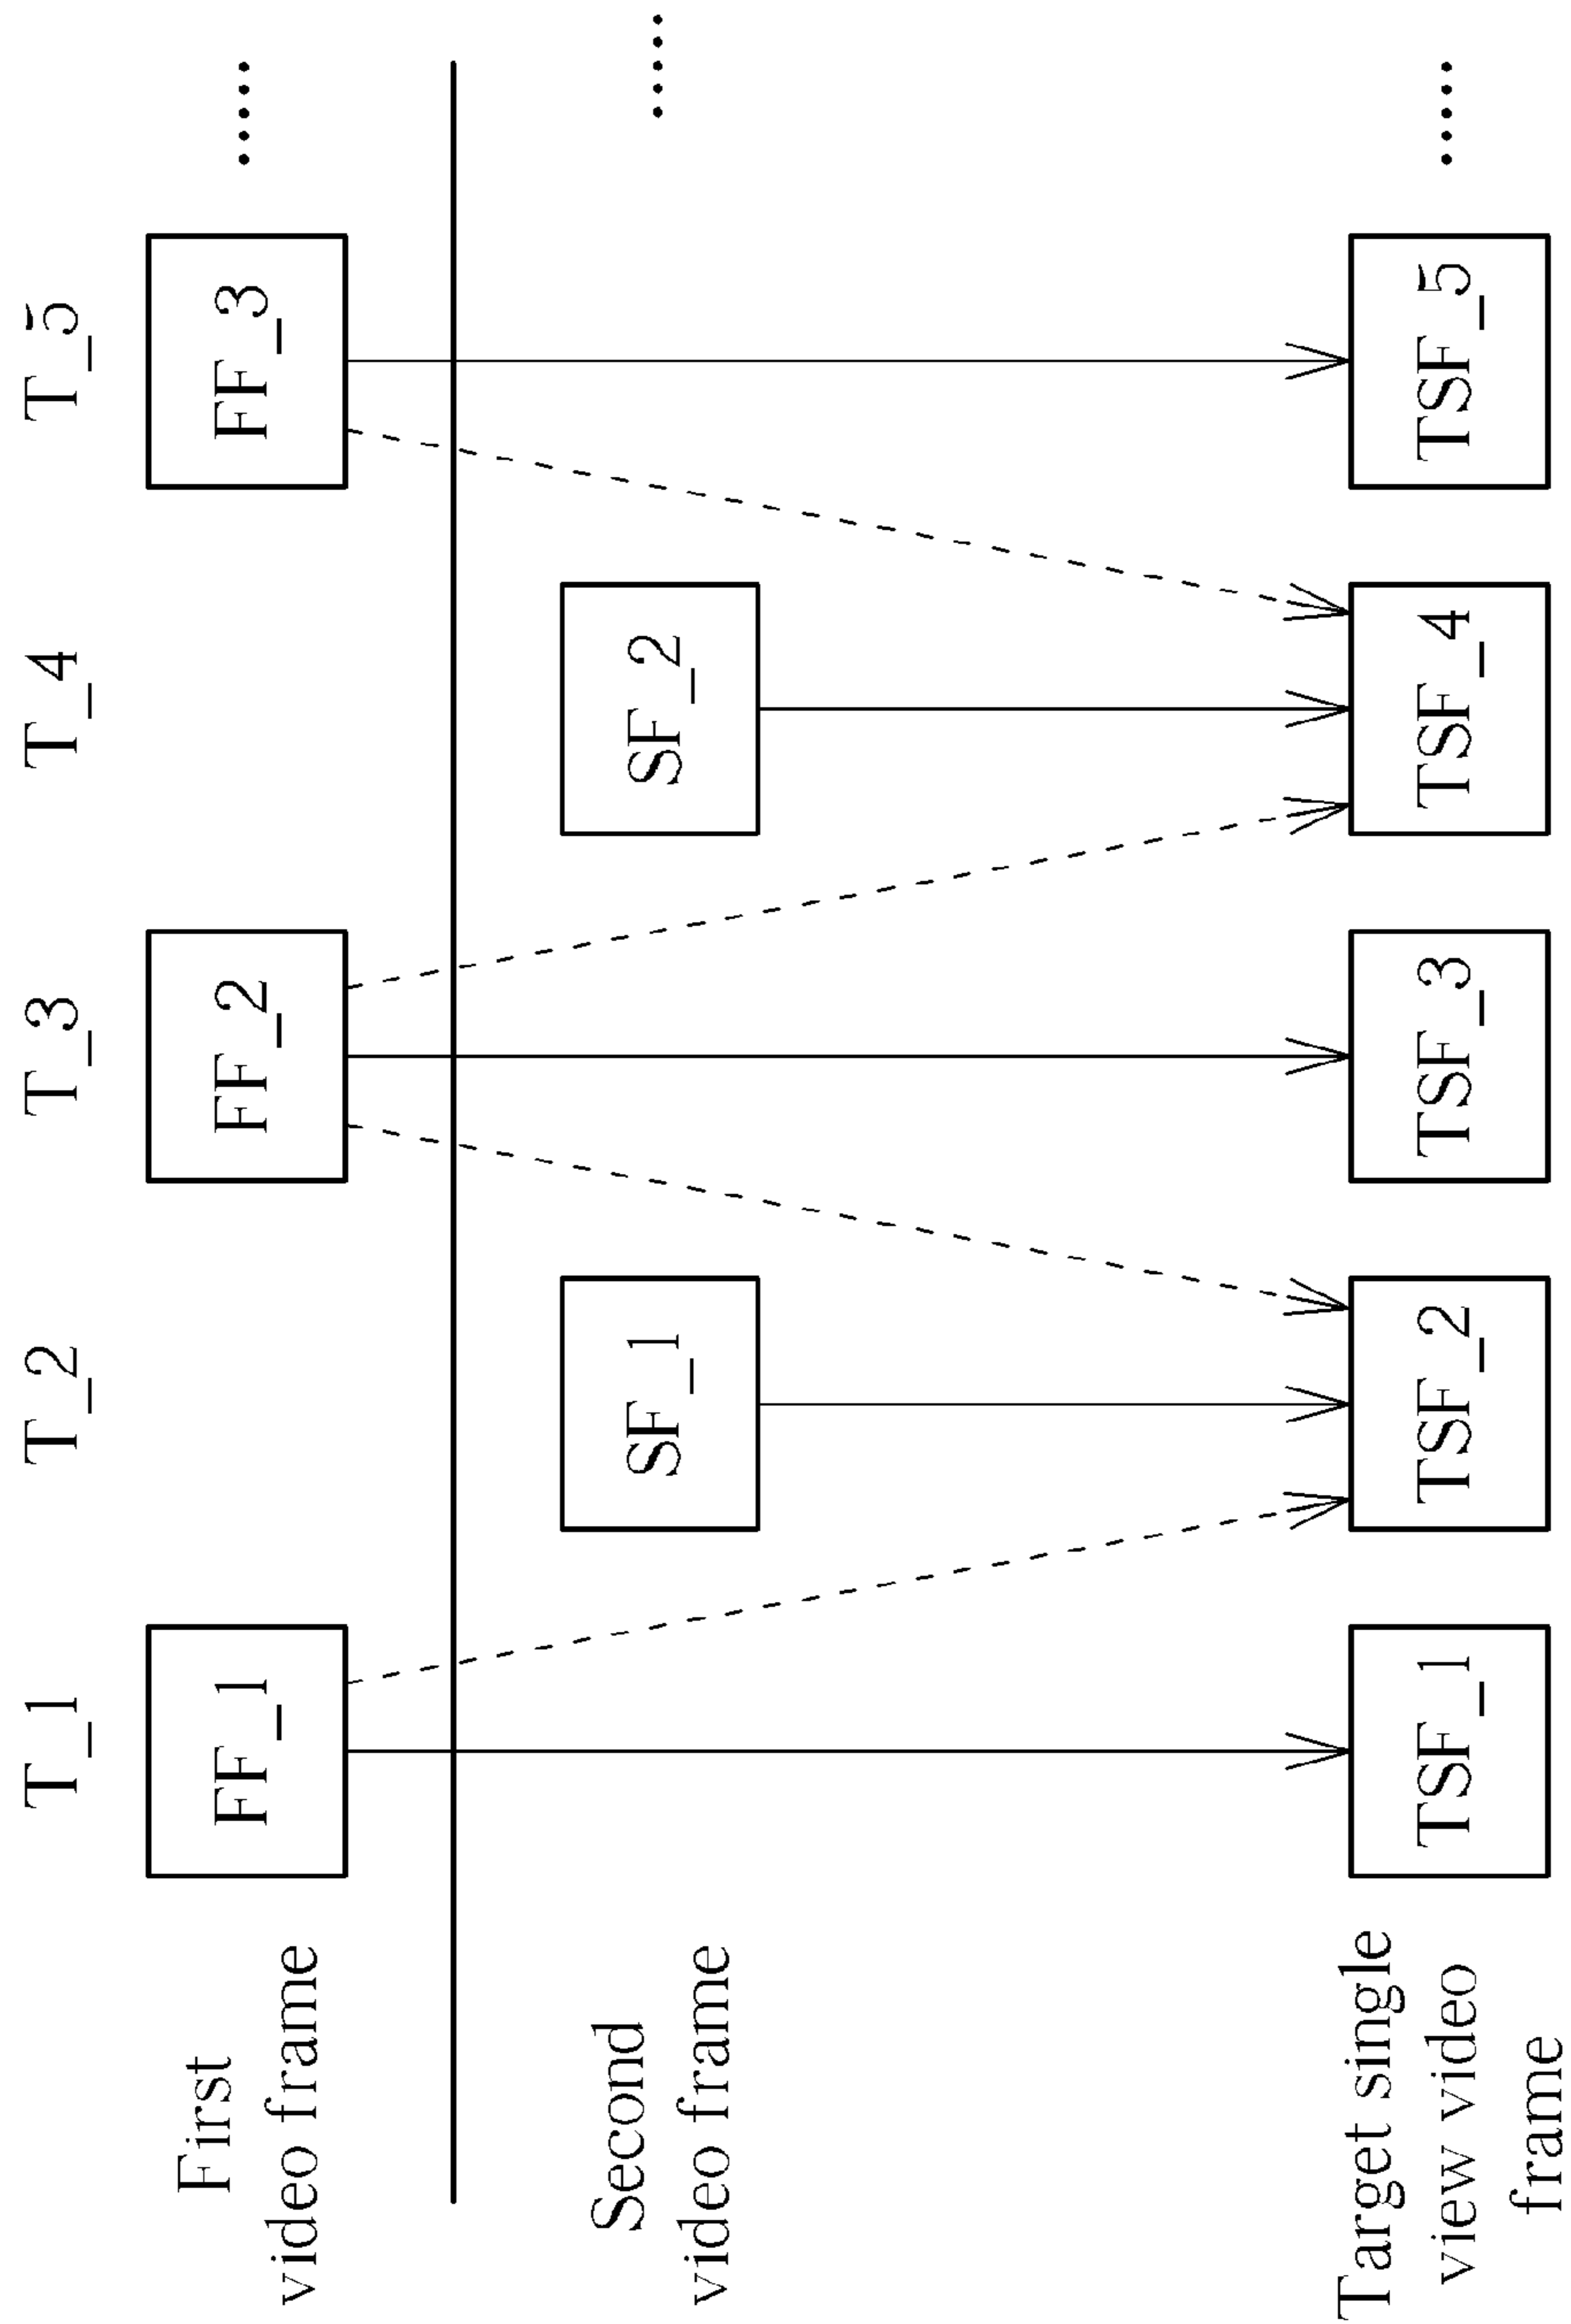 T_1 T_2 T_3 T_4 T_5
First
video frame
FF_1 FF_2 FF_3 ......
Second
video frame
SF_1 SF_2 ......
Target single
view video
frame
TSF_1 TSF_2 TSF_3 TSF_4 TSF_5 ......